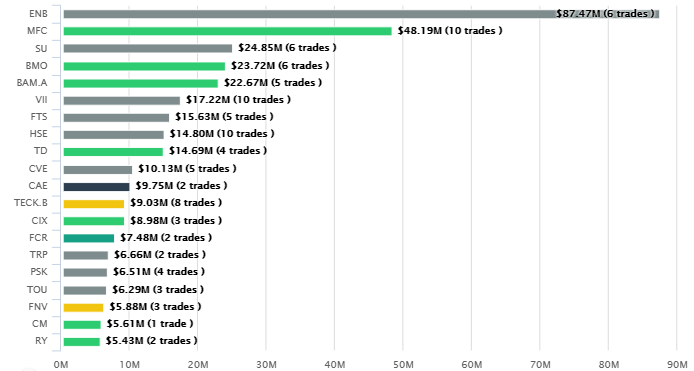 ENB $87.47M (6 trades )
MFC $48.19M (10 trades )
SU $24.85M (6 trades )
BMO $23.72M (6 trades )
BAM.A $22.67M (5 trades )
VII $17.22M (10 trades )
FTS $15.63M (5 trades )
HSE $14.80M (10 trades )
TD $14.69M (4 trades )
CVE $10.13M (5 trades )
CAE $9.75M (2 trades )
TECK.B $9.03M (8 trades )
CIX $8.98M (3 trades )
FCR $7.48M (2 trades )
TRP $6.66M (2 trades )
PSK $6.51M (4 trades )
TOU $6.29M (3 trades )
FNV $5.88M (3 trades )
CM $5.61M (1 trade )
RY $5.43M (2 trades )
0M 10M 20M 30M 40M 50M 60M 70M 80M 90M